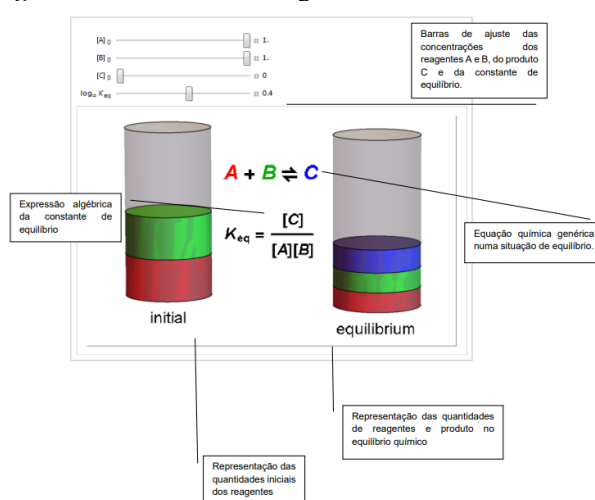 [A]₀ 1.
[B]₀ 1.
[C]₀ 0
log₁₀ Keq 0.4
Barras de ajuste das
concentrações dos
reagentes A e B, do produto
C e da constante de
equilíbrio.
A + B ⇌ C
Expressão algébrica
da constante de
equilíbrio
Keq = [C]
[A][B]
Equação química genérica
numa situação de equilíbrio.
initial
equilibrium
Representação das quantidades
de reagentes e produto no
equilíbrio químico
Representação das
quantidades iniciais
dos reagentes